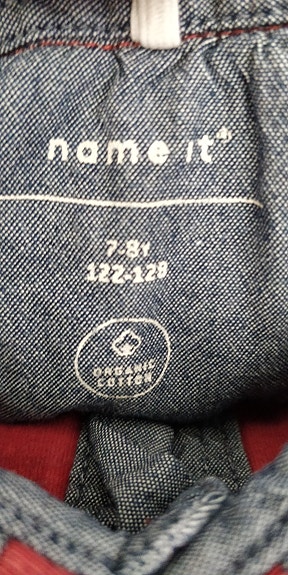 name it
7-8Y
122-128
ORGANIC
COTTON